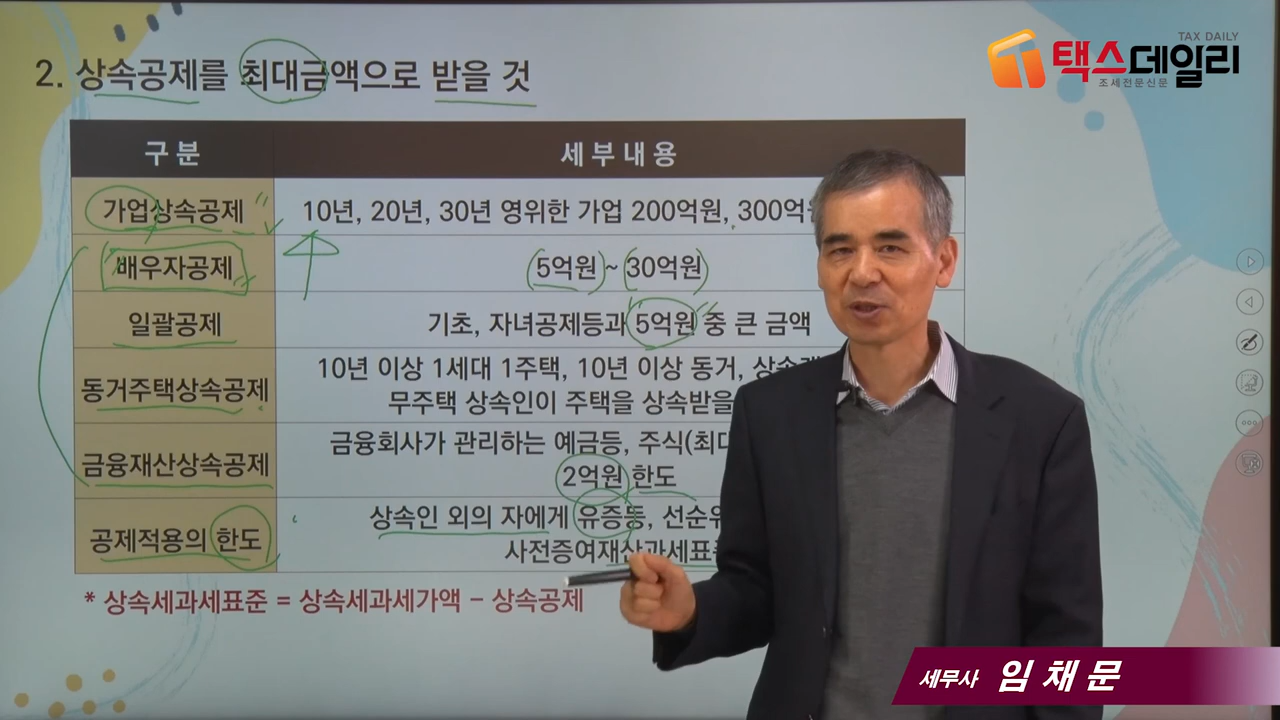 2. 상속공제를 최대금액으로 받을 것
TAX DAILY
택스데일리
조세전문신문
구 분
세 부 내 용
가업상속공제
10년, 20년, 30년 영위한 가업 200억원, 300억원
배우자공제
5억원 ~ 30억원
일괄공제
기초, 자녀공제등과 5억원 중 큰 금액
동거주택상속공제
10년 이상 1세대 1주택, 10년 이상 동거,
무주택 상속인이 주택을 상속받을
금융재산상속공제
금융회사가 관리하는 예금등, 주식(최대
2억원 한도
공제적용의 한도
상속인 외의 자에게 유증등, 선순위
사전증여재산과세표준
* 상속세과세표준 = 상속세과세가액 - 상속공제
세무사 임 채 문